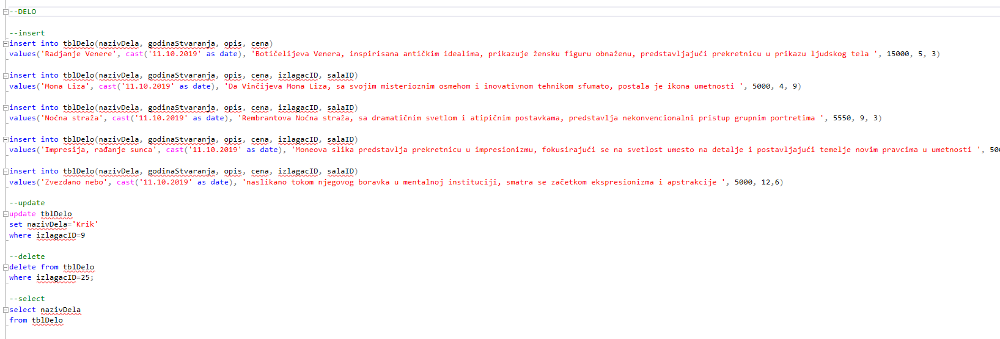 --DELO
--insert
insert into tblDelo(nazivDela, godinaStvaranja, opis, cena)
values('Radjanje Venere', cast('11.10.2019' as date), 'Botičelijeva Venera, inspirisana antičkim idealima, prikazuje žensku figuru obnaženu, predstavljajući prekretnicu u prikazu ljudskog tela ', 15000, 5, 3)
insert into tblDelo(nazivDela, godinaStvaranja, opis, cena, izlagacID, salaID)
values('Mona Liza', cast('11.10.2019' as date), 'Da Vinčijeva Mona Liza, sa svojim misterioznim osmehom i inovativnom tehnikom sfumato, postala je ikona umetnosti ', 5000, 4, 9)
insert into tblDelo(nazivDela, godinaStvaranja, opis, cena, izlagacID, salaID)
values('Noćna straža', cast('11.10.2019' as date), 'Rembrantova Noćna straža, sa dramatičnim svetlom i atipičnim postavkama, predstavlja nekonvencionalni pristup grupnim portretima ', 5550, 9, 3)
insert into tblDelo(nazivDela, godinaStvaranja, opis, cena, izlagacID, salaID)
values('Impresija, rađanje sunca', cast('11.10.2019' as date), 'Moneova slika predstavlja prekretnicu u impresionizmu, fokusirajući se na svetlost umesto na detalje i postavljajući temelje novim pravcima u umetnosti ',
insert into tblDelo(nazivDela, godinaStvaranja, opis, cena, izlagacID, salaID)
values('Zvezdano nebo', cast('11.10.2019' as date), 'naslikano tokom njegovog boravka u mentalnoj instituciji, smatra se začetkom ekspresionizma i apstrakcije ', 5000, 12,6)
--update
update tblDelo
set nazivDela='Krik'
where izlagacID=9
--delete
delete from tblDelo
where izlagacID=25;
--select
select nazivDela
from tblDelo